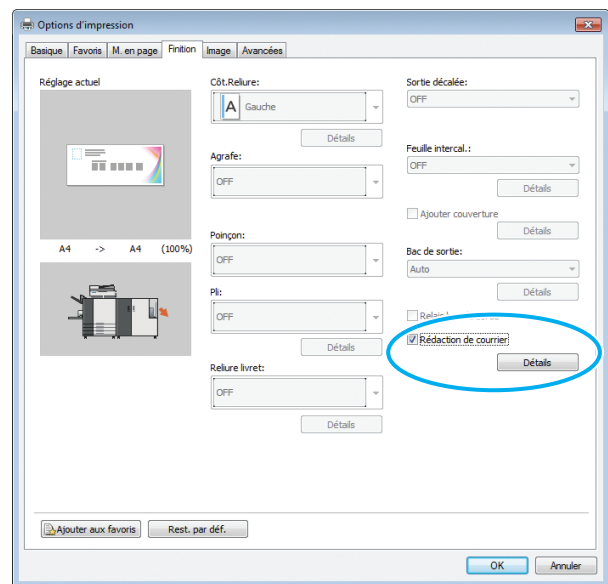 Options d'impression
Basique Favoris M. en page Finition Image Avancées
Réglage actuel
A4 -> A4 (100%)
Côt.Reliure:
A Gauche
Détails
Agrafe:
OFF
Poinçon:
OFF
Pli:
OFF
Détails
Reliure livret:
OFF
Détails
Sortie décalée:
OFF
Feuille intercal.:
OFF
Détails
Ajouter couverture
Détails
Bac de sortie:
Auto
Détails
Relais
Rédaction de courrier
Détails
Ajouter aux favoris Rest. par déf.
OK Annuler